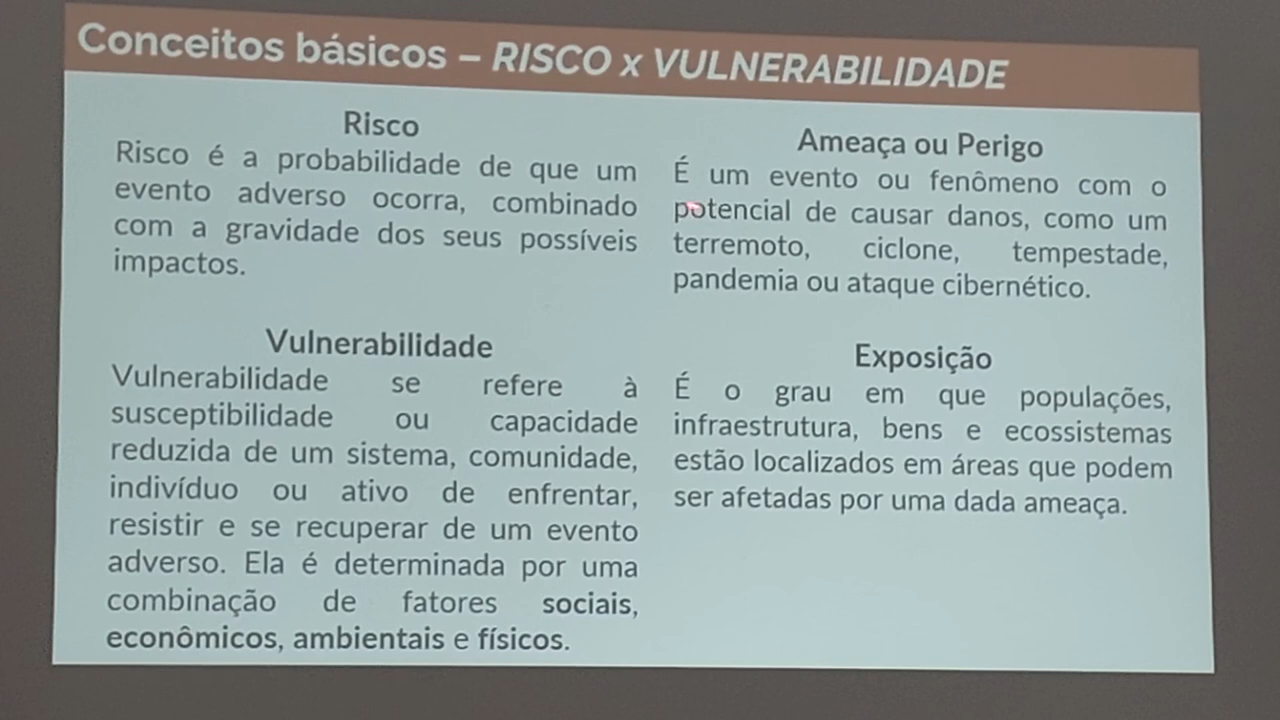 Conceitos básicos – RISCO x VULNERABILIDADE
Risco
Risco é a probabilidade de que um
evento adverso ocorra, combinado
com a gravidade dos seus possíveis
impactos.
Vulnerabilidade
Vulnerabilidade se refere à
susceptibilidade ou capacidade
reduzida de um sistema, comunidade,
indivíduo ou ativo de enfrentar,
resistir e se recuperar de um evento
adverso. Ela é determinada por uma
combinação de fatores sociais,
econômicos, ambientais e físicos.
Ameaça ou Perigo
É um evento ou fenômeno com o
potencial de causar danos, como um
terremoto, ciclone, tempestade,
pandemia ou ataque cibernético.
Exposição
É o grau em que populações,
infraestrutura, bens e ecossistemas
estão localizados em áreas que podem
ser afetadas por uma dada ameaça.